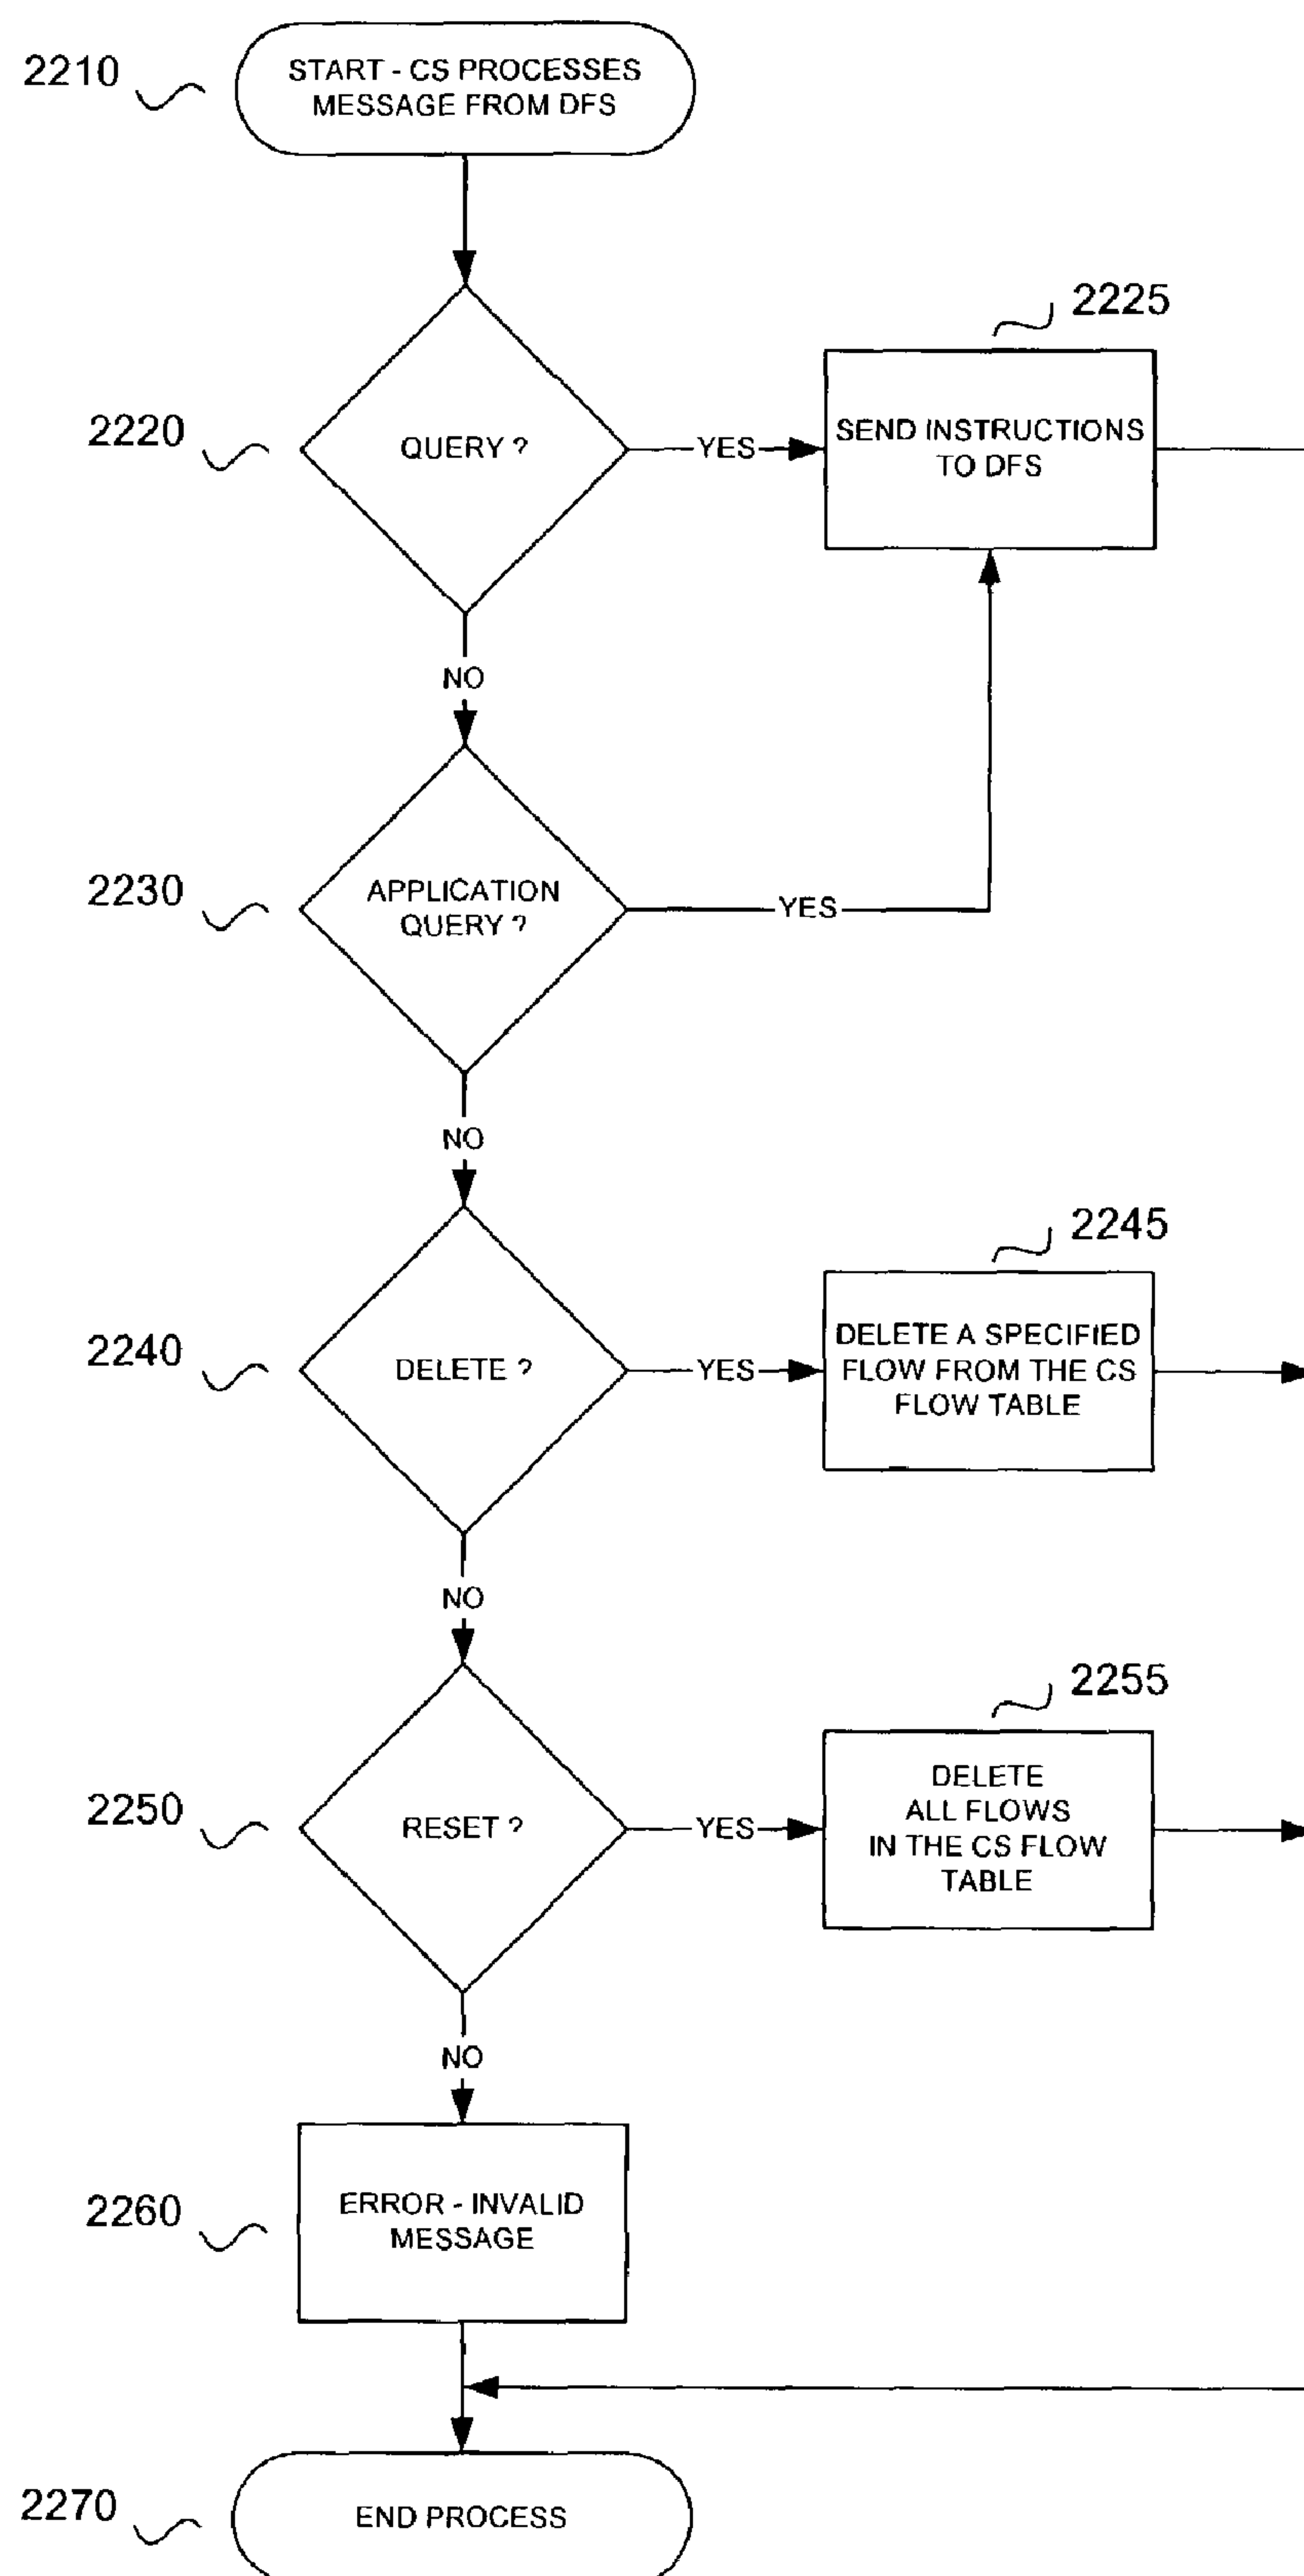 2210
START - CS PROCESSES
MESSAGE FROM DFS
2225
2220
QUERY ?
YES
SEND INSTRUCTIONS
TO DFS
NO
2230
APPLICATION
QUERY ?
YES
NO
2245
2240
DELETE ?
YES
DELETE A SPECIFIED
FLOW FROM THE CS
FLOW TABLE
NO
2255
2250
RESET ?
YES
DELETE
ALL FLOWS
IN THE CS FLOW
TABLE
NO
2260
ERROR - INVALID
MESSAGE
2270
END PROCESS